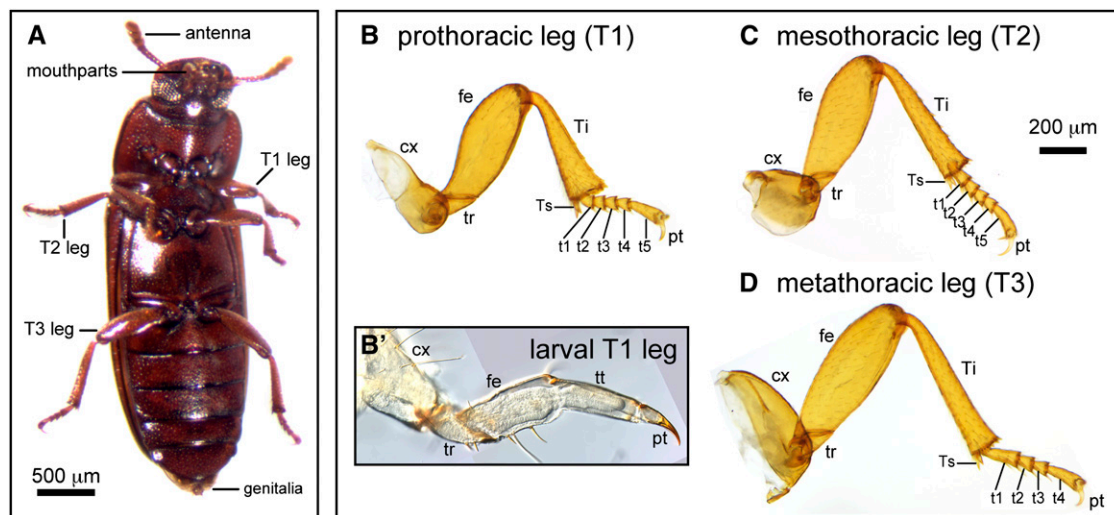 A
antenna
mouthparts
T1 leg
T2 leg
T3 leg
500 µm
genitalia
B prothoracic leg (T1)
fe
Ti
cx
tr
Ts
t1
t2
t3
t4
t5
pt
C mesothoracic leg (T2)
fe
Ti
200 µm
cx
tr
Ts
t1
t2
t3
t4
t5
pt
B’ larval T1 leg
cx
fe
tt
tr
pt
D metathoracic leg (T3)
fe
cx
Ti
tr
Ts
t1
t2
t3
t4
pt